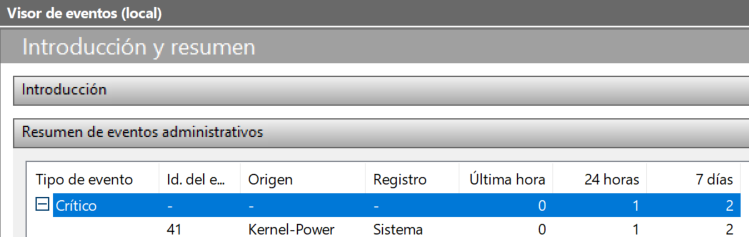 Visor de eventos (local)
Introducción y resumen
Introducción
Resumen de eventos administrativos
Tipo de evento Id. del e... Origen Registro Última hora 24 horas 7 días
Crítico - - - 0 1 2
41 Kernel-Power Sistema 0 1 2